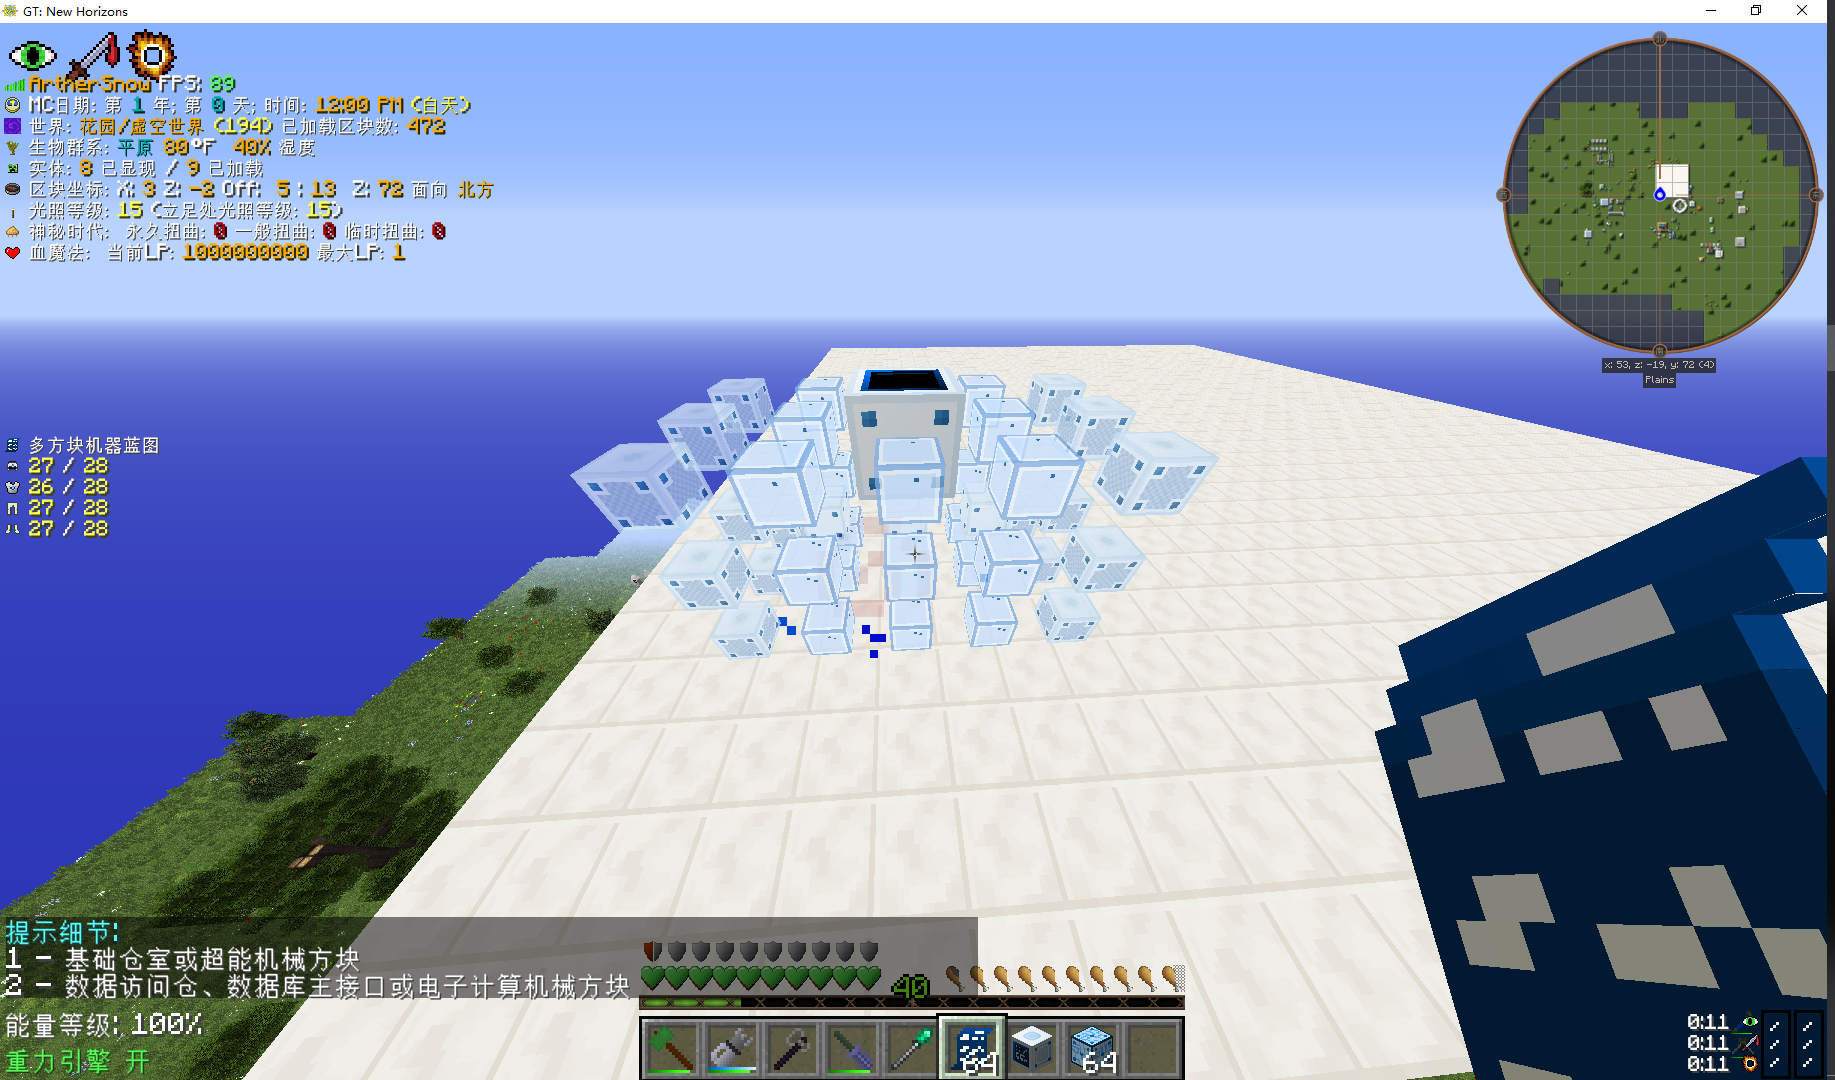 GT: New Horizons
ArtherSnow FPS: 89
MC日期: 第 1 年; 第 0 天; 时间: 12:00 PM (白天)
世界: 花园/虚空世界 (194) 已加载区块数: 472
生物群系: 平原 80°F 40% 湿度
实体: 8 已显现 / 9 已加载
区块坐标: X: 3 Z: -2 Off: 5 : 13 Z: 72 面向 北方
光照等级: 15 (立足处光照等级: 15)
神秘时代: 永久扭曲: 0 一般扭曲: 0 临时扭曲: 0
血魔法: 当前LP: 1000000000 最大LP: 1
x: 53, z: -19, y: 72 (4)
Plains
多方块机器蓝图
27 / 28
26 / 28
27 / 28
27 / 28
提示细节:
1 - 基础仓室或超能机械方块
2 - 数据访问仓、数据库主接口或电子计算机械方块
能量等级: 100%
重力引擎 开
40
64
64
0:11
0:11
0:11